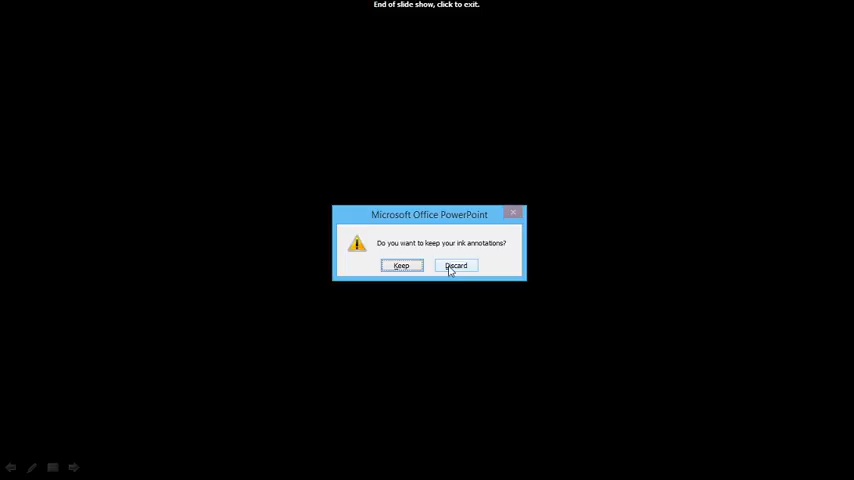 End of slide show, click to exit.
Microsoft Office PowerPoint
Do you want to keep your ink annotations?
Keep
Discard